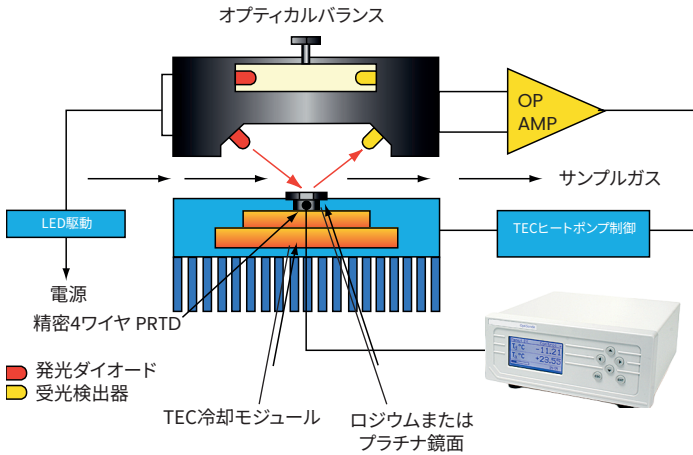 オプティカルバランス
OP
AMP
サンプルガス
LED駆動
TECヒートポンプ制御
電源
精密4ワイヤ PRTD
発光ダイオード
受光検出器
TEC冷却モジュール
ロジウムまたは
プラチナ鏡面
-11.21
+23.55